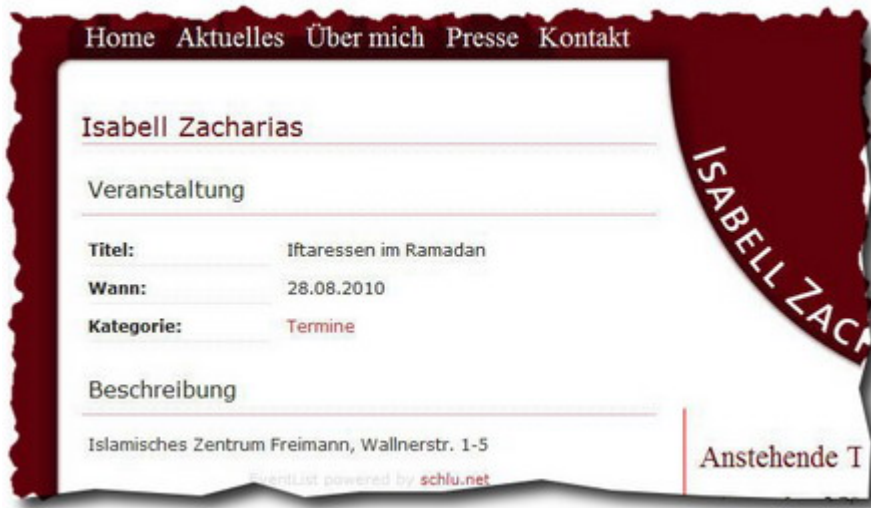 Home Aktuelles Über mich Presse Kontakt
Isabell Zacharias
Veranstaltung
Titel: Iftaressen im Ramadan
Wann: 28.08.2010
Kategorie: Termine
Beschreibung
Islamisches Zentrum Freimann, Wallnerstr. 1-5
EventList powered by schlu.net
ISABELL ZACH
Anstehende T